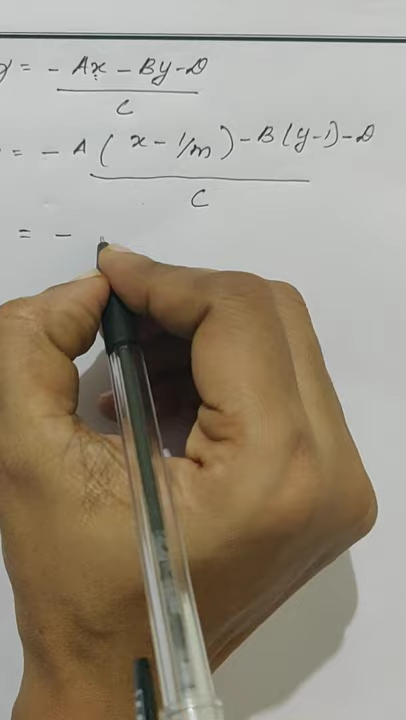 = - Ax - By - D
C
= - A ( x - 1/m ) - B ( y - 1 ) - D
C
= -